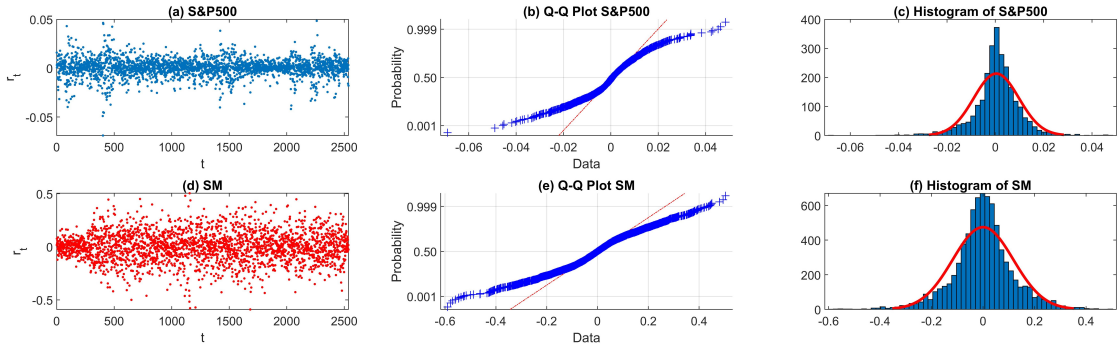 (a) S&P500
0.05
0
-0.05
r_t
0 500 1000 1500 2000 2500
t
(b) Q-Q Plot S&P500
0.999
0.50
0.001
Probability
-0.06 -0.04 -0.02 0 0.02 0.04
Data
(c) Histogram of S&P500
400
300
200
100
0
-0.06 -0.04 -0.02 0 0.02 0.04
(d) SM
0.5
0
-0.5
r_t
0 500 1000 1500 2000 2500
t
(e) Q-Q Plot SM
0.999
0.50
0.001
Probability
-0.6 -0.4 -0.2 0 0.2 0.4
Data
(f) Histogram of SM
600
400
200
0
-0.6 -0.4 -0.2 0 0.2 0.4